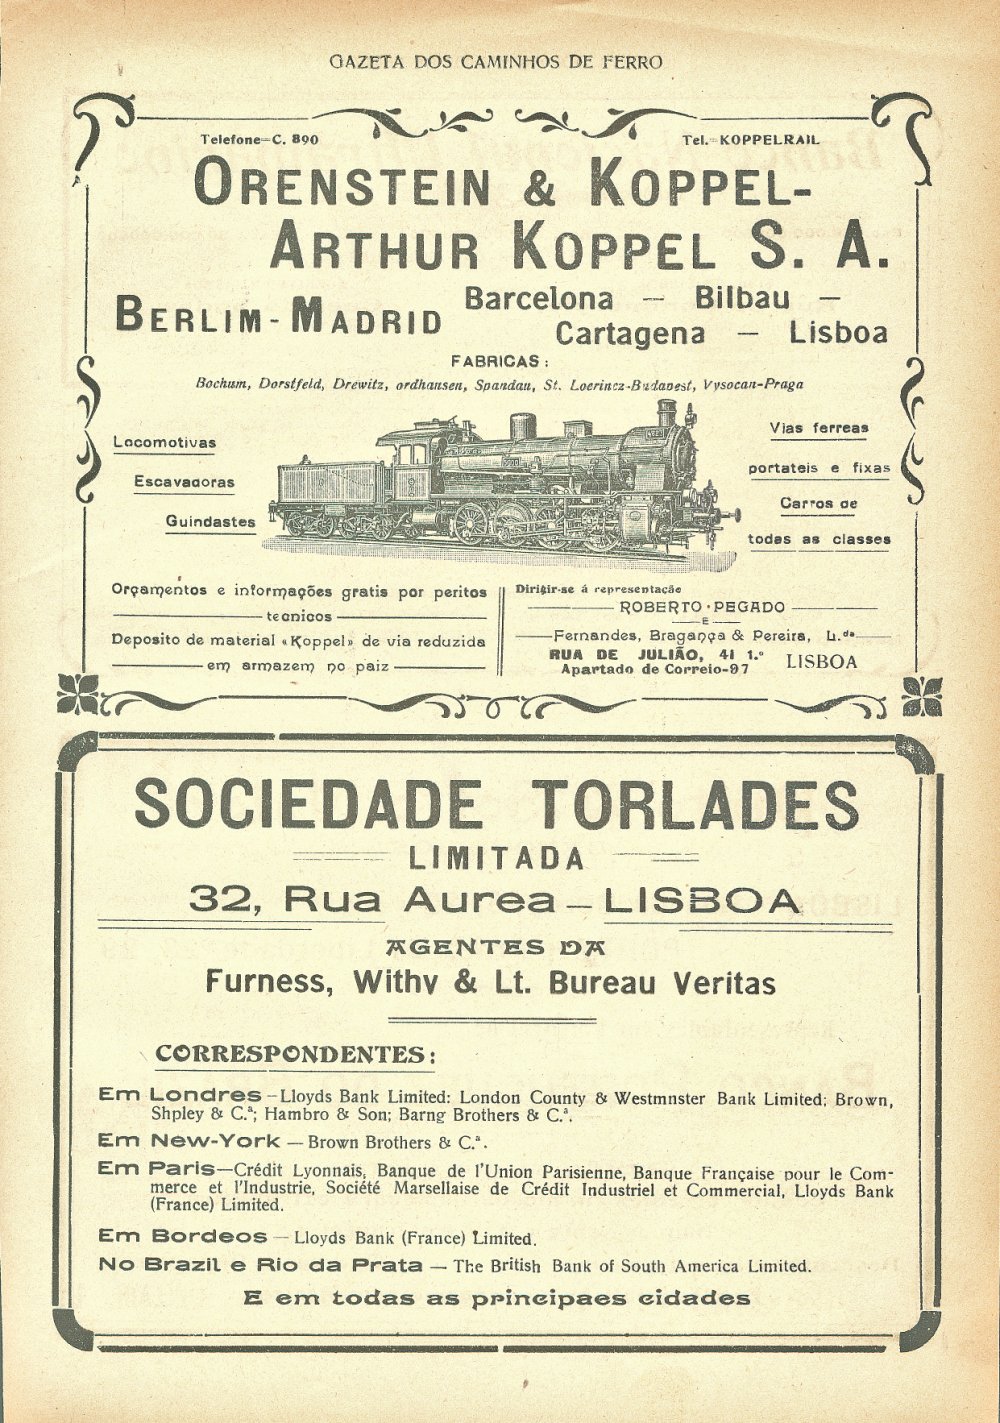 GAZETA DOS CAMINHOS DE FERRO
Telefone=C. 890
Tel.=KOPPELRAIL
ORENSTEIN & KOPPEL-
ARTHUR KOPPEL S. A.
BERLIM-MADRID
Barcelona — Bilbau —
Cartagena — Lisboa
FABRICAS:
Bochum, Dorstfeld, Drewitz, ordhausen, Spandau, St. Loerincz-Budapest, Vysocan-Praga
Locomotivas
Escavadoras
Guindastes
Vias ferreas
portateis e fixas
Carros de
todas as classes
Orçamentos e informações gratis por peritos
tecnicos
Deposito de material «Koppel» de via reduzida
em armazem no paiz
Dirigir-se á representação
ROBERTO·PEGADO
E
Fernandes, Bragança & Pereira, L.da
RUA DE JULIÃO, 41 1.º
Apartado de Correio-97
LISBOA
SOCIEDADE TORLADES
LIMITADA
32, Rua Aurea — LISBOA
AGENTES DA
Furness, Withy & Lt. Bureau Veritas
CORRESPONDENTES:
Em Londres — Lloyds Bank Limited: London County & Westmnster Bank Limited; Brown,
Shpley & C.ª; Hambro & Son; Barng Brothers & C.ª.
Em New-York — Brown Brothers & C.ª.
Em Paris — Crédit Lyonnais, Banque de l'Union Parisienne, Banque Française pour le Com-
merce et l'Industrie, Société Marsellaise de Crédit Industriel et Commercial, Lloyds Bank
(France) Limited.
Em Bordeos — Lloyds Bank (France) Limited.
No Brazil e Rio da Prata — The British Bank of South America Limited.
E em todas as principaes cidades